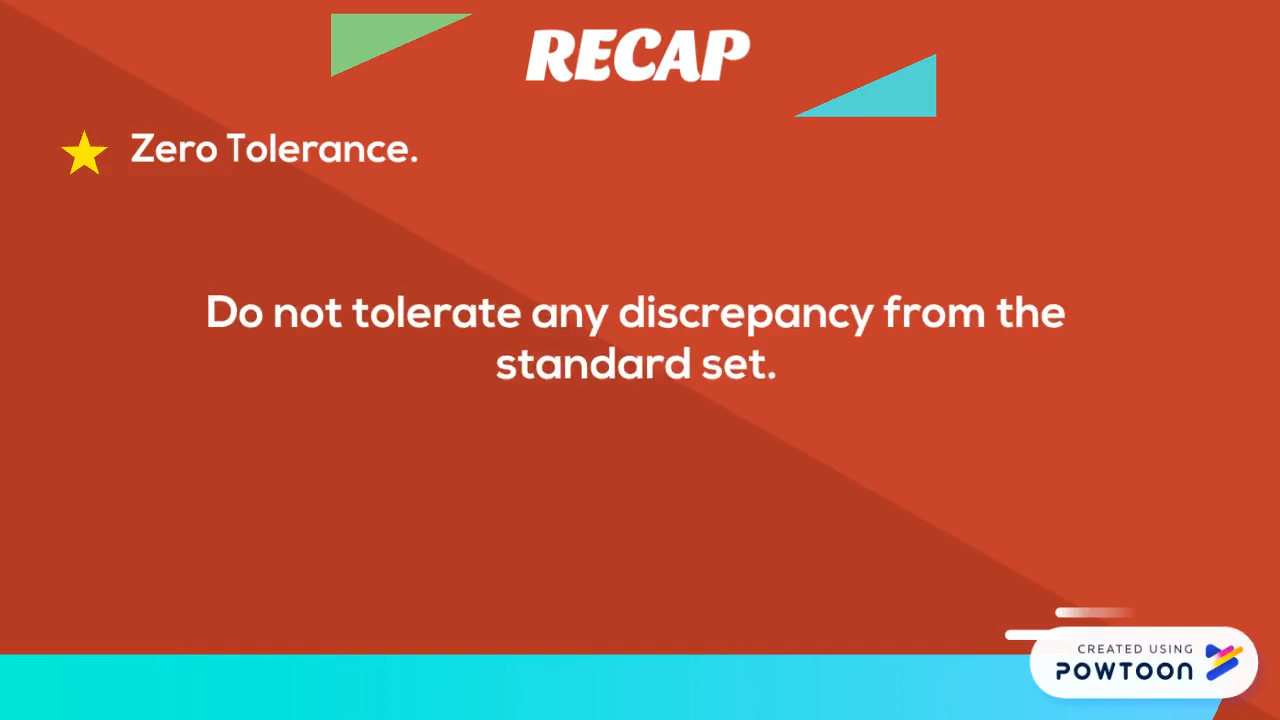 RECAP
Zero Tolerance.
Do not tolerate any discrepancy from the
standard set.
CREATED USING
POWTOON